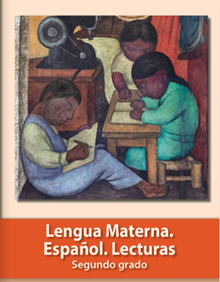 Lengua Materna.
Español. Lecturas
Segundo grado